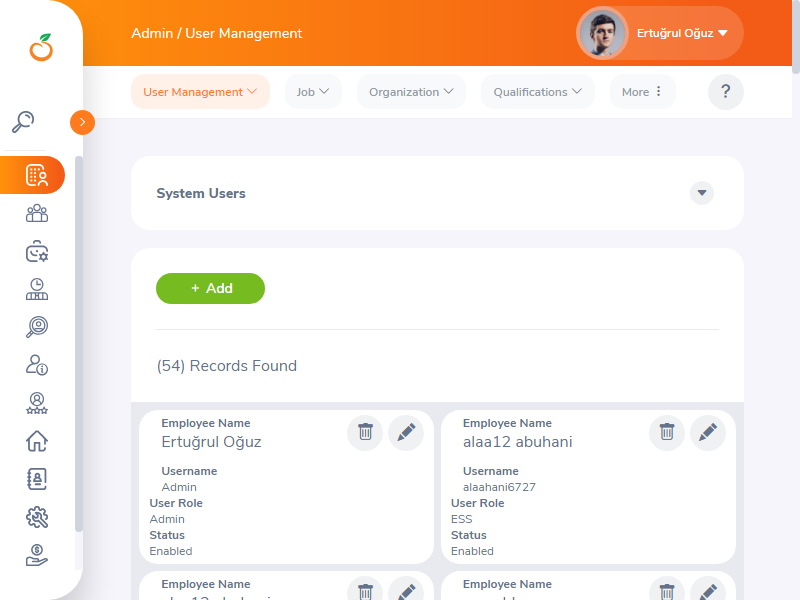 Admin / User Management
Ertuğrul Oğuz
User Management
Job
Organization
Qualifications
More
?
System Users
+ Add
(54) Records Found
Employee Name
Ertuğrul Oğuz
Username
Admin
User Role
Admin
Status
Enabled
Employee Name
alaa12 abuhani
Username
alaahani6727
User Role
ESS
Status
Enabled
Employee Name
Employee Name